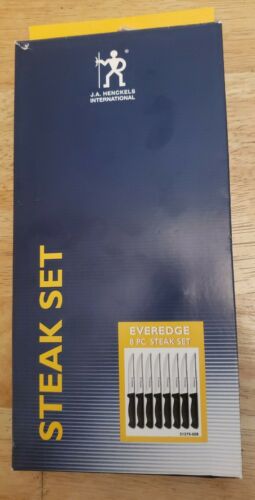 J.A. HENCKELS
INTERNATIONAL
STEAK SET
EVEREDGE
8 PC. STEAK SET